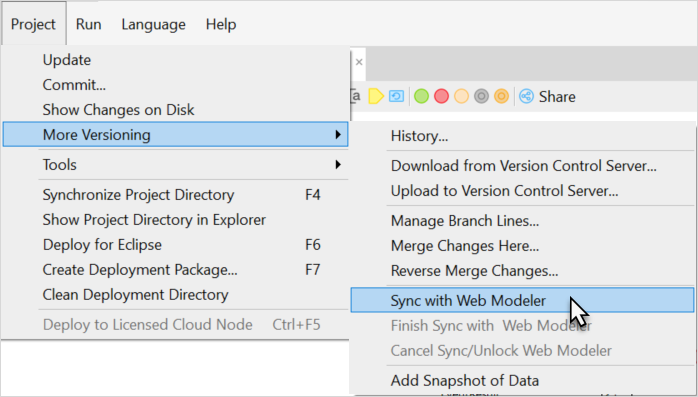 Project Run Language Help
Update
Commit...
Show Changes on Disk
Share
More Versioning
History...
Tools
Download from Version Control Server...
Synchronize Project Directory F4
Upload to Version Control Server...
Show Project Directory in Explorer
Manage Branch Lines...
Deploy for Eclipse F6
Merge Changes Here...
Create Deployment Package... F7
Reverse Merge Changes...
Clean Deployment Directory
Sync with Web Modeler
Deploy to Licensed Cloud Node Ctrl+F5
Finish Sync with Web Modeler
Cancel Sync/Unlock Web Modeler
Add Snapshot of Data